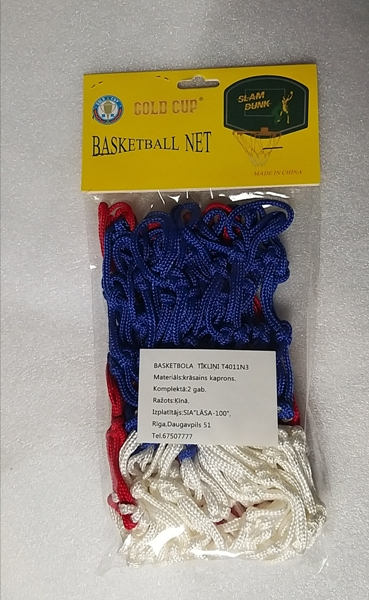 GOLD CUP®
BASKETBALL NET
SLAM
DUNK
MADE IN CHINA
BASKETBOLA TĪKLIŅI T4011N3
Materiāls:krāsains kaprons.
Komplektā:2 gab.
Ražots:Ķīnā.
Izplatītājs:SIA"LĀSA-100",
Rīga,Daugavpils 51
Tel.67507777